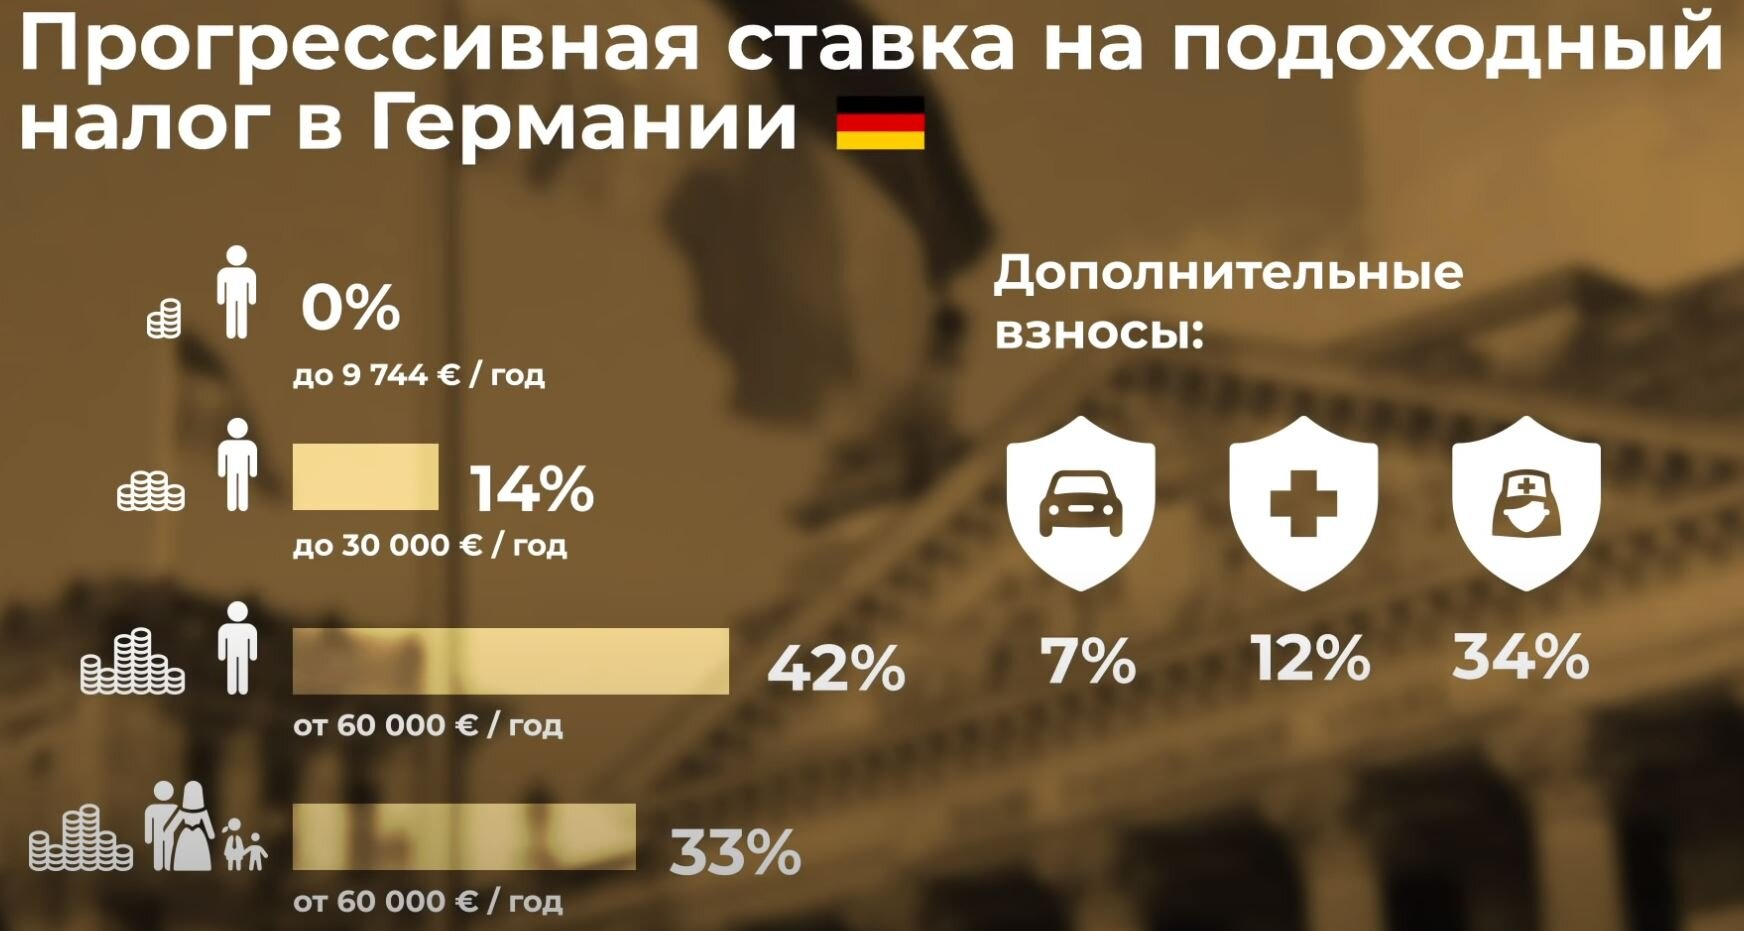 Прогрессивная ставка на подоходный
налог в Германии
0%
до 9 744 € / год
14%
до 30 000 € / год
42%
от 60 000 € / год
33%
от 60 000 € / год
Дополнительные
взносы:
7%
12%
34%